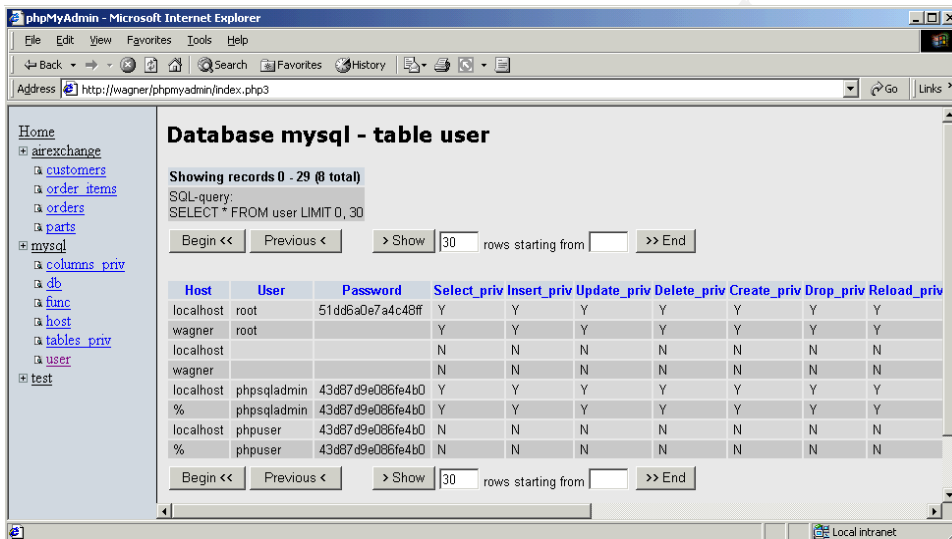 phpMyAdmin - Microsoft Internet Explorer
File Edit View Favorites Tools Help
Back Search Favorites History
Address http://wagner/phpmyadmin/index.php3 Go Links
Home
airexchange
customers
order_items
orders
parts
mysql
columns_priv
db
func
host
tables_priv
user
test
Database mysql - table user
Showing records 0 - 29 (8 total)
SQL-query:
SELECT * FROM user LIMIT 0, 30
Begin << Previous < > Show 30 rows starting from >> End
Host User Password Select_priv Insert_priv Update_priv Delete_priv Create_priv Drop_priv Reload_priv
localhost root 51dd6a0e7a4c48ff Y Y Y Y Y Y Y
wagner root Y Y Y Y Y Y Y
localhost N N N N N N N
wagner N N N N N N N
localhost phpsqladmin 43d87d9e086fe4b0 Y Y Y Y Y Y Y
% phpsqladmin 43d87d9e086fe4b0 Y Y Y Y Y Y Y
localhost phpuser 43d87d9e086fe4b0 N N N N N N N
% phpuser 43d87d9e086fe4b0 N N N N N N N
Begin << Previous < > Show 30 rows starting from >> End
Local intranet